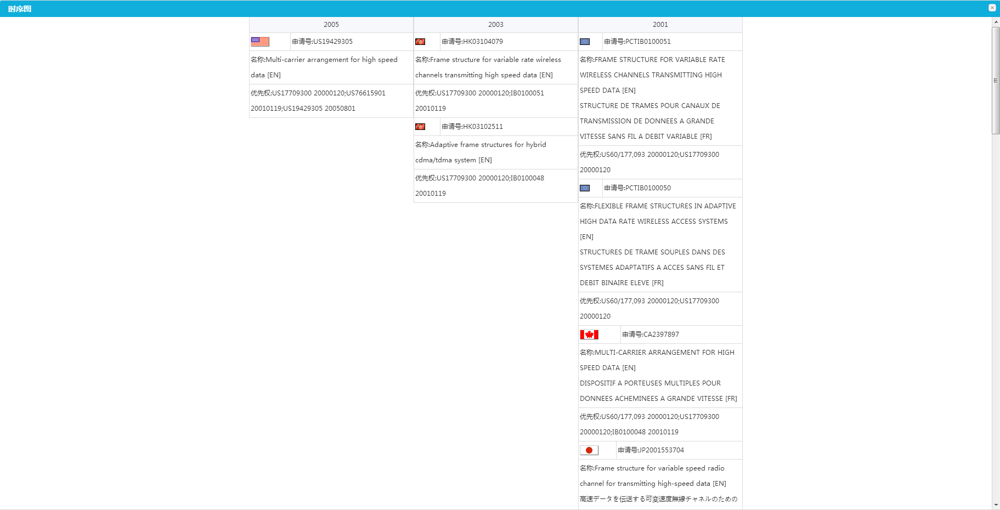 时序图
2005
申请号:US19429305
名称:Multi-carrier arrangement for high speed
data [EN]
优先权:US17709300 20000120;US76615901
20010119;US19429305 20050801
2003
申请号:HK03104079
名称:Frame structure for variable rate wireless
channels transmitting high speed data [EN]
优先权:US17709300 20000120;IB0100051
20010119
申请号:HK03102511
名称:Adaptive frame structures for hybrid
cdma/tdma system [EN]
优先权:US17709300 20000120;IB0100048
20010119
2001
申请号:PCTIB0100051
名称:FRAME STRUCTURE FOR VARIABLE RATE
WIRELESS CHANNELS TRANSMITTING HIGH
SPEED DATA [EN]
STRUCTURE DE TRAMES POUR CANAUX DE
TRANSMISSION DE DONNEES A GRANDE
VITESSE SANS FIL A DEBIT VARIABLE [FR]
优先权:US60/177,093 20000120;US17709300
20000120
申请号:PCTIB0100050
名称:FLEXIBLE FRAME STRUCTURES IN ADAPTIVE
HIGH DATA RATE WIRELESS ACCESS SYSTEMS
[EN]
STRUCTURES DE TRAME SOUPLES DANS DES
SYSTEMES ADAPTATIFS A ACCES SANS FIL ET
DEBIT BINAIRE ELEVE [FR]
优先权:US60/177,093 20000120;US17709300
20000120
申请号:CA2397897
名称:MULTI-CARRIER ARRANGEMENT FOR HIGH
SPEED DATA [EN]
DISPOSITIF A PORTEUSES MULTIPLES POUR
DONNEES ACHEMINEES A GRANDE VITESSE [FR]
优先权:US60/177,093 20000120;US17709300
20000120;IB0100048 20010119
申请号:JP2001553704
名称:Frame structure for variable speed radio
channel for transmitting high-speed data [EN]
高速データを伝送する可変速度無線チャネルのための